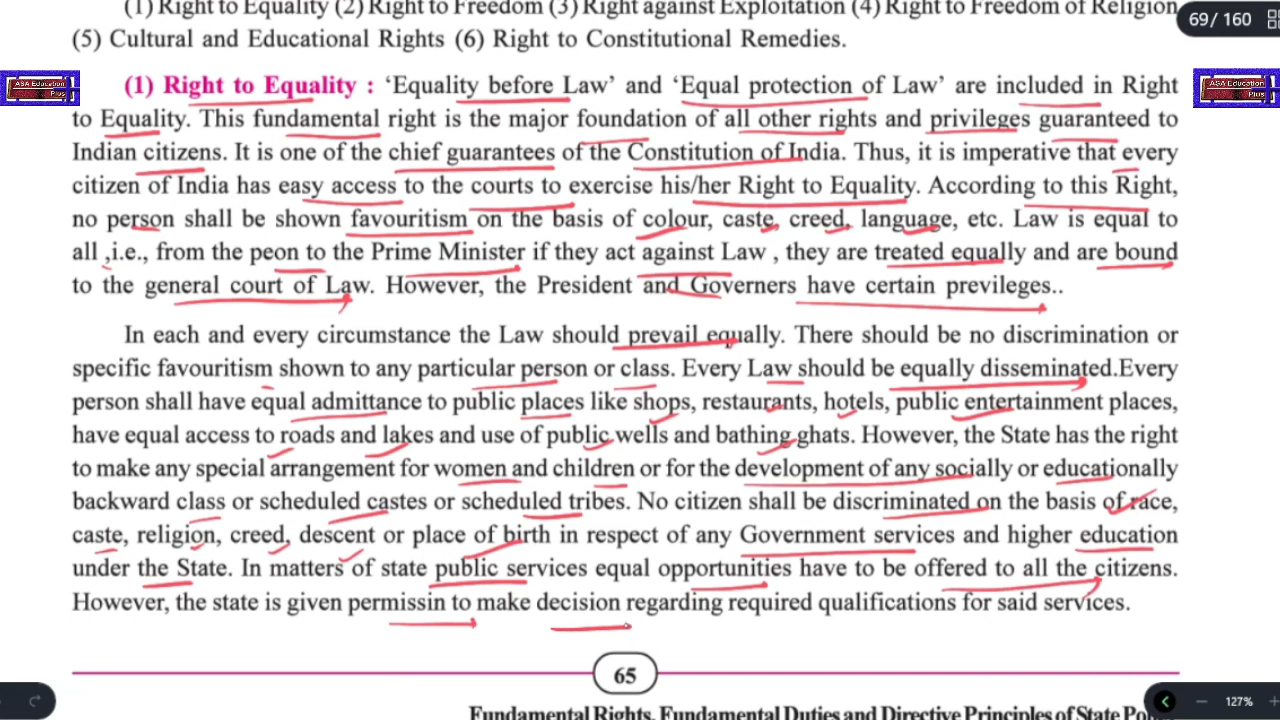 (1) Right to Equality (2) Right to Freedom (3) Right against Exploitation (4) Right to Freedom of Religion
69 / 160
(5) Cultural and Educational Rights (6) Right to Constitutional Remedies.
ASA Education Plus
ASA Education Plus
(1) Right to Equality : ‘Equality before Law’ and ‘Equal protection of Law’ are included in Right
to Equality. This fundamental right is the major foundation of all other rights and privileges guaranteed to
Indian citizens. It is one of the chief guarantees of the Constitution of India. Thus, it is imperative that every
citizen of India has easy access to the courts to exercise his/her Right to Equality. According to this Right,
no person shall be shown favouritism on the basis of colour, caste, creed, language, etc. Law is equal to
all ,i.e., from the peon to the Prime Minister if they act against Law , they are treated equally and are bound
to the general court of Law. However, the President and Governers have certain previleges..
In each and every circumstance the Law should prevail equally. There should be no discrimination or
specific favouritism shown to any particular person or class. Every Law should be equally disseminated.Every
person shall have equal admittance to public places like shops, restaurants, hotels, public entertainment places,
have equal access to roads and lakes and use of public wells and bathing ghats. However, the State has the right
to make any special arrangement for women and children or for the development of any socially or educationally
backward class or scheduled castes or scheduled tribes. No citizen shall be discriminated on the basis of race,
caste, religion, creed, descent or place of birth in respect of any Government services and higher education
under the State. In matters of state public services equal opportunities have to be offered to all the citizens.
However, the state is given permissin to make decision regarding required qualifications for said services.
65
Fundamental Rights, Fundamental Duties and Directive Principles of State
127%